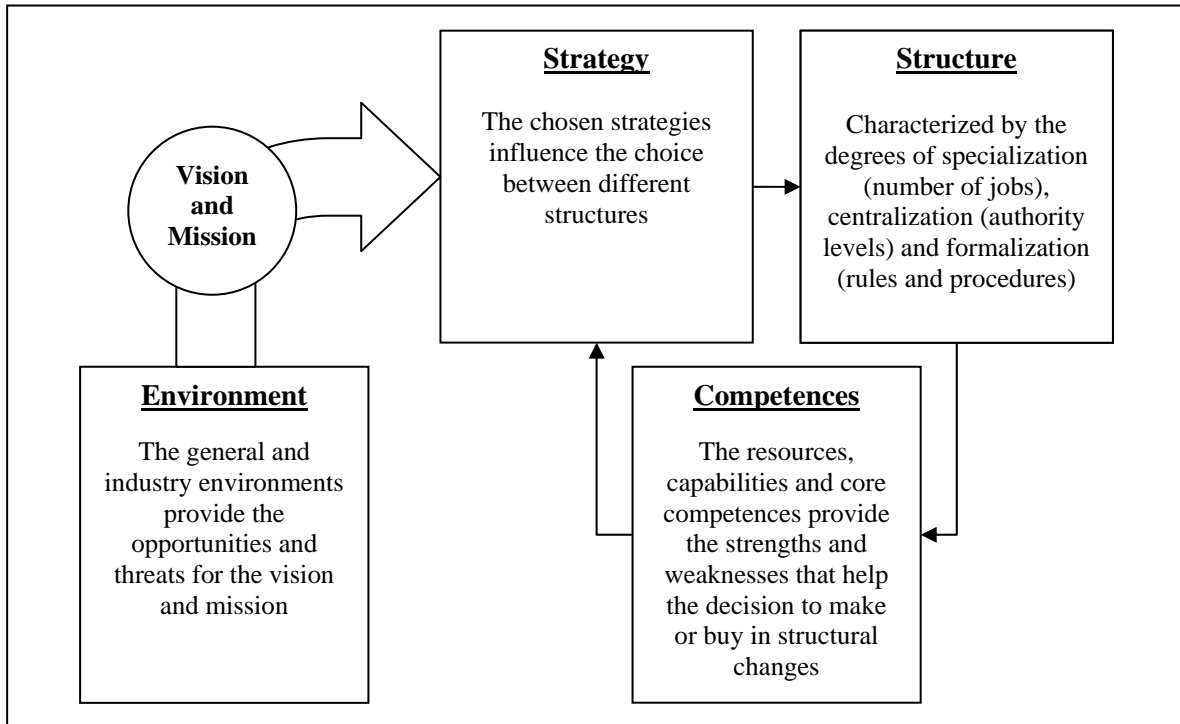 Vision
and
Mission
Strategy
The chosen strategies
influence the choice
between different
structures
Structure
Characterized by the
degrees of specialization
(number of jobs),
centralization (authority
levels) and formalization
(rules and procedures)
Environment
The general and
industry environments
provide the
opportunities and
threats for the vision
and mission
Competences
The resources,
capabilities and core
competences provide
the strengths and
weaknesses that help
the decision to make
or buy in structural
changes